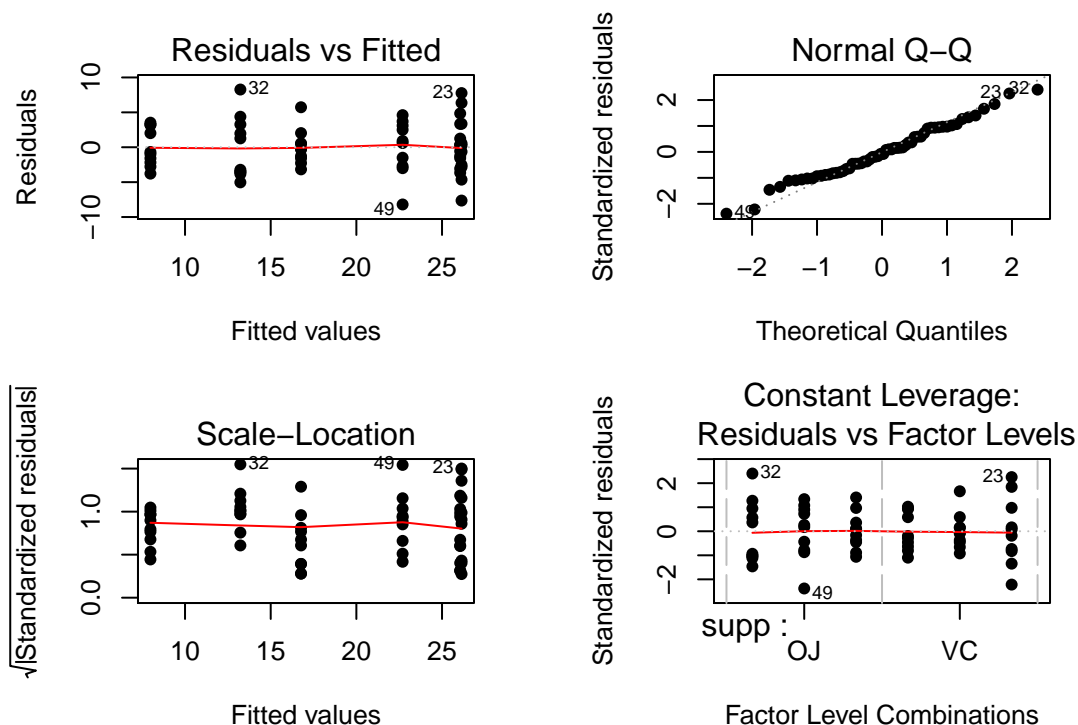 Residuals vs Fitted
Residuals
10
5
0
−10
32
23
49
10 15 20 25
Fitted values
Normal Q−Q
Standardized residuals
2
0
−2
23 32
49
−2 −1 0 1 2
Theoretical Quantiles
Scale−Location
√|Standardized residuals|
1.0
0.0
32
49
23
10 15 20 25
Fitted values
Constant Leverage:
Residuals vs Factor Levels
Standardized residuals
2
0
−2
32
23
49
supp :
OJ VC
Factor Level Combinations